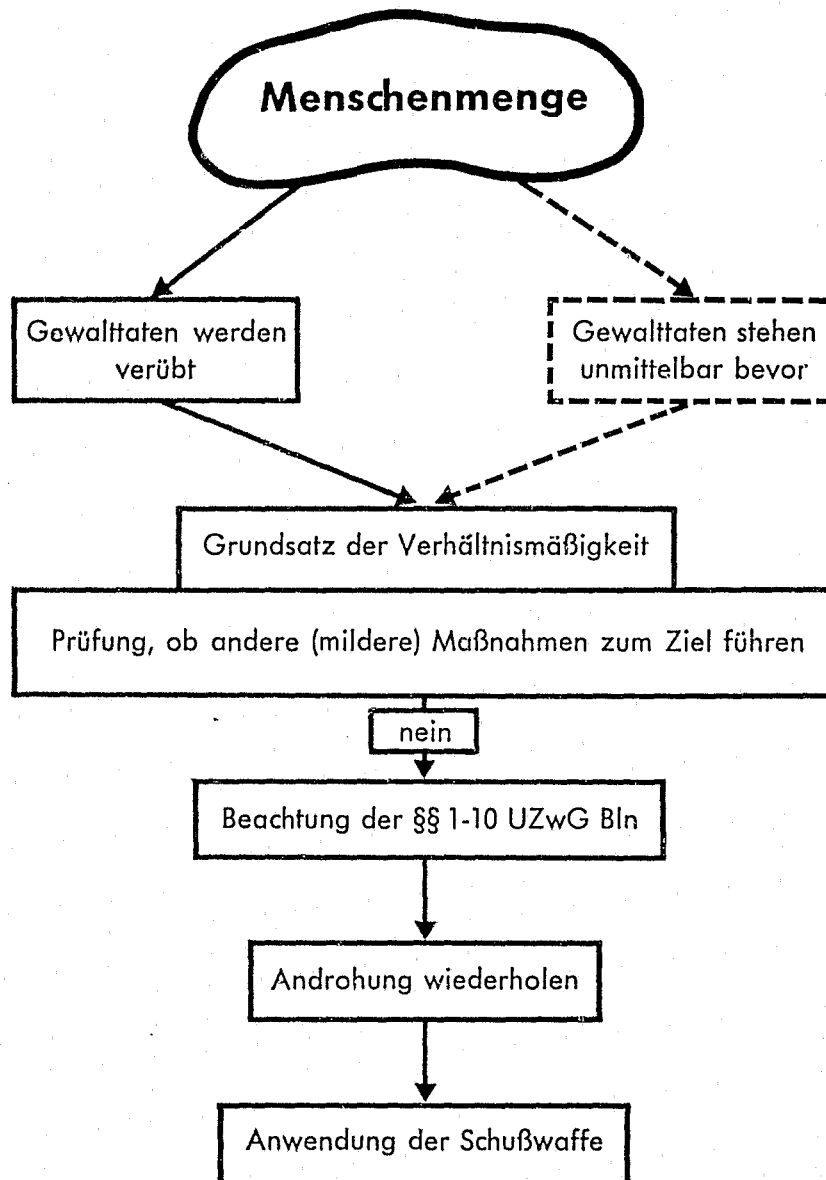 Menschenmenge
Gewalttaten werden
verübt
Gewalttaten stehen
unmittelbar bevor
Grundsatz der Verhältnismäßigkeit
Prüfung, ob andere (mildere) Maßnahmen zum Ziel führen
nein
Beachtung der §§ 1-10 UZwG Bln
Androhung wiederholen
Anwendung der Schußwaffe